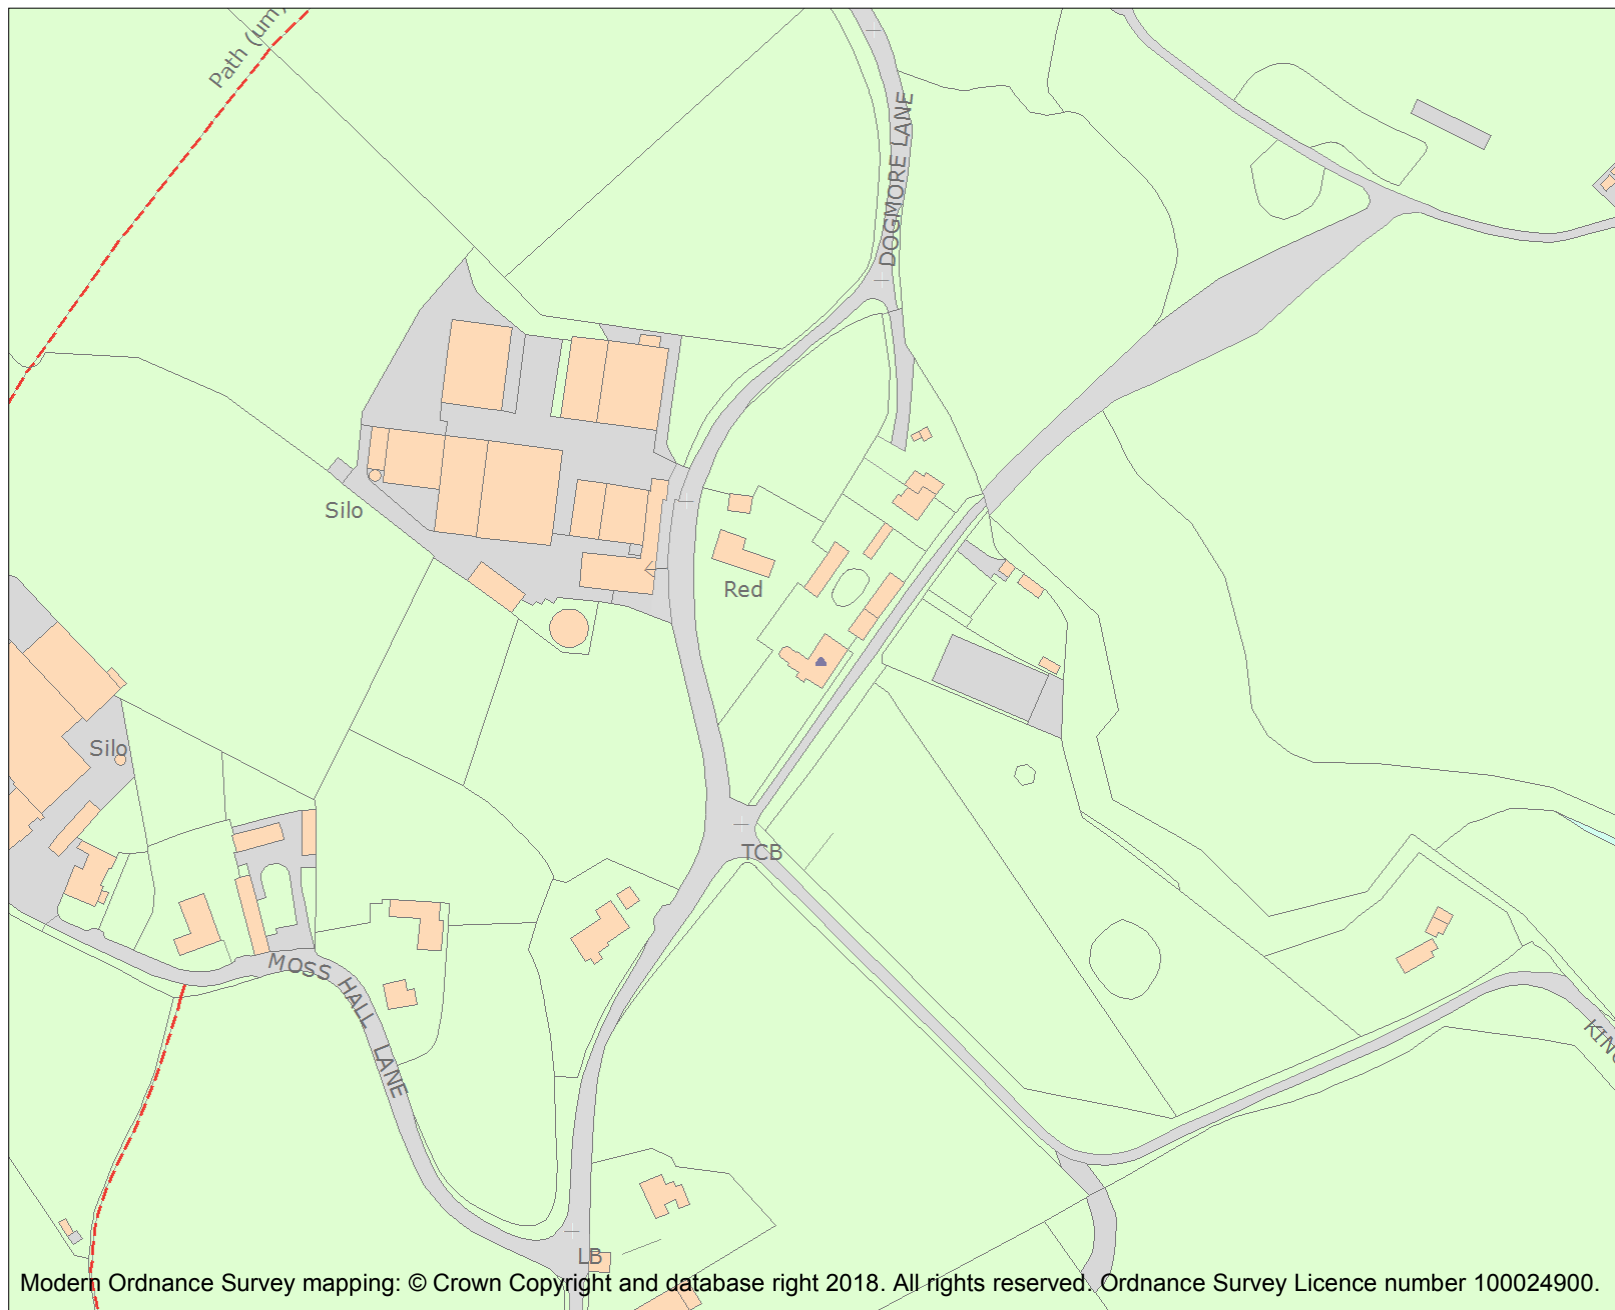 Path (um)
DOGMORE LANE
Silo
Red
Silo
TCB
MOSS HALL LANE
LB
Modern Ordnance Survey mapping: © Crown Copyright and database right 2018. All rights reserved. Ordnance Survey Licence number 100024900.